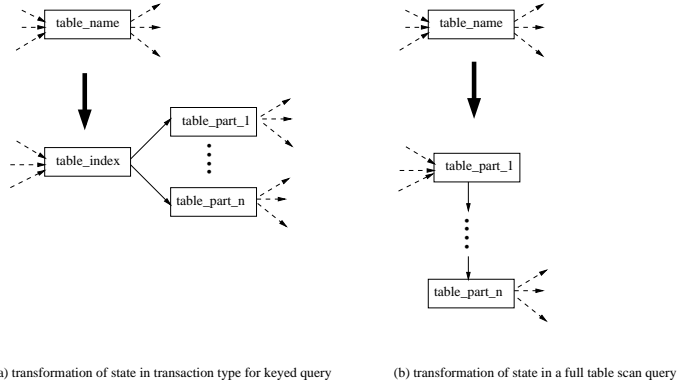 table_name
table_index
table_part_1
table_part_n
a) transformation of state in transaction type for keyed query
table_name
table_part_1
table_part_n
(b) transformation of state in a full table scan query